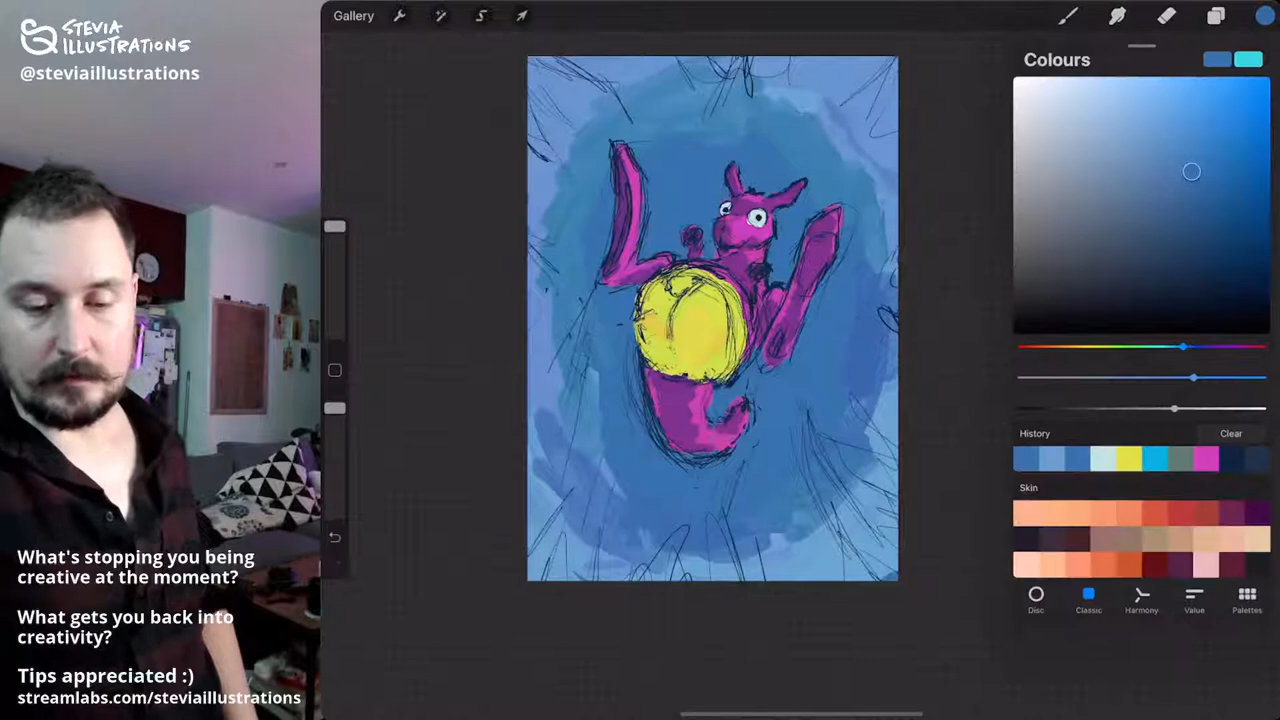 STEVIA
ILLUSTRATIONS
@steviaillustrations
What's stopping you being
creative at the moment?
What gets you back into
creativity?
Tips appreciated :)
streamlabs.com/steviaillustrations
Gallery
Colours
History
Clear
Skin
Disc
Classic
Harmony
Value
Palettes